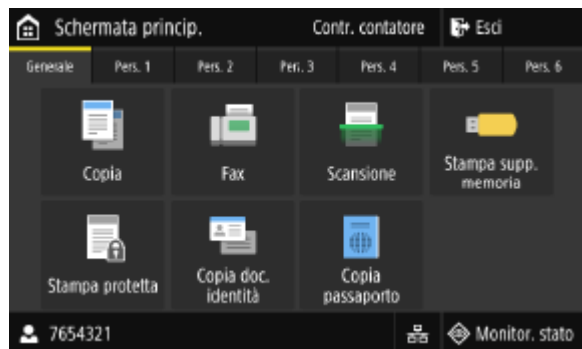 Schermata princip. Contr. contatore Esci
Generale Pers. 1 Pers. 2 Pers. 3 Pers. 4 Pers. 5 Pers. 6
Copia Fax Scansione Stampa supp.
memoria
Stampa protetta Copia doc.
identità Copia
passaporto
7654321 Monitor. stato